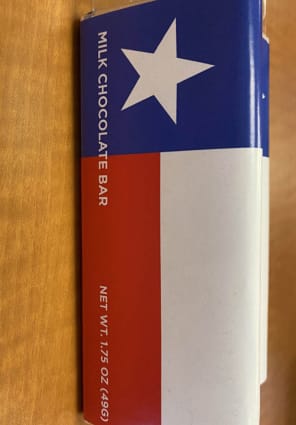 MILK CHOCOLATE BAR
NET WT. 1.75 OZ (49G)